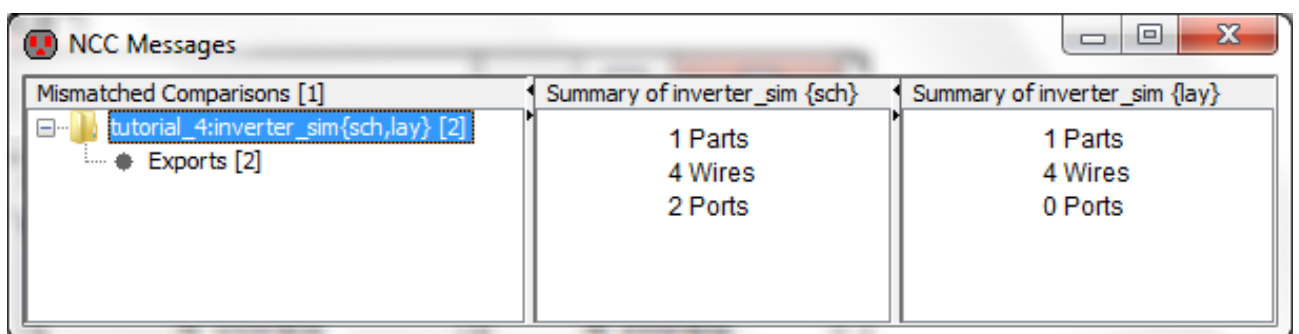 NCC Messages
Mismatched Comparisons [1]
tutorial_4:inverter_sim{sch,lay} [2]
Exports [2]
Summary of inverter_sim {sch}
1 Parts
4 Wires
2 Ports
Summary of inverter_sim {lay}
1 Parts
4 Wires
0 Ports